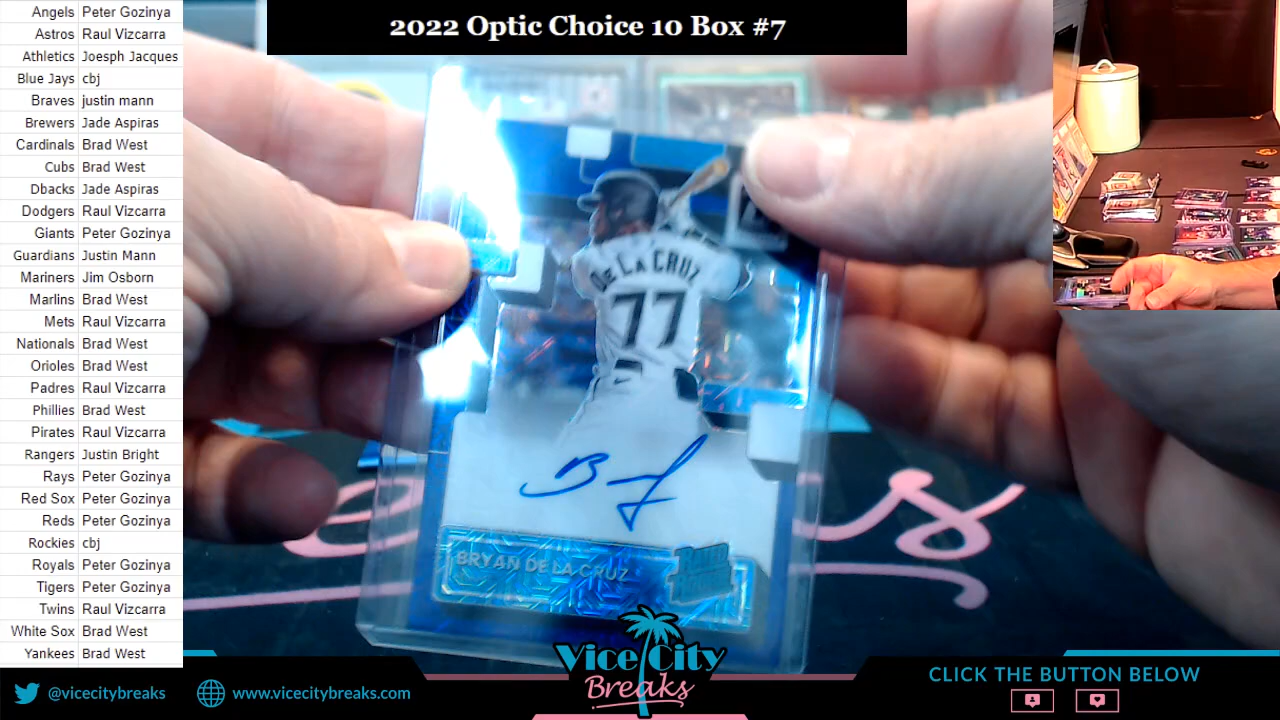 2022 Optic Choice 10 Box #7
Angels Peter Gozinya
Astros Raul Vizcarra
Athletics Joesph Jacques
Blue Jays cbj
Braves justin mann
Brewers Jade Aspiras
Cardinals Brad West
Cubs Brad West
Dbacks Jade Aspiras
Dodgers Raul Vizcarra
Giants Peter Gozinya
Guardians Justin Mann
Mariners Jim Osborn
Marlins Brad West
Mets Raul Vizcarra
Nationals Brad West
Orioles Brad West
Padres Raul Vizcarra
Phillies Brad West
Pirates Raul Vizcarra
Rangers Justin Bright
Rays Peter Gozinya
Red Sox Peter Gozinya
Reds Peter Gozinya
Rockies cbj
Royals Peter Gozinya
Tigers Peter Gozinya
Twins Raul Vizcarra
White Sox Brad West
Yankees Brad West
De La CRUZ
77
BRYAN DE LA CRUZ
RATED
ROOKIE
Vice City
Breaks
@vicecitybreaks
www.vicecitybreaks.com
CLICK THE BUTTON BELOW